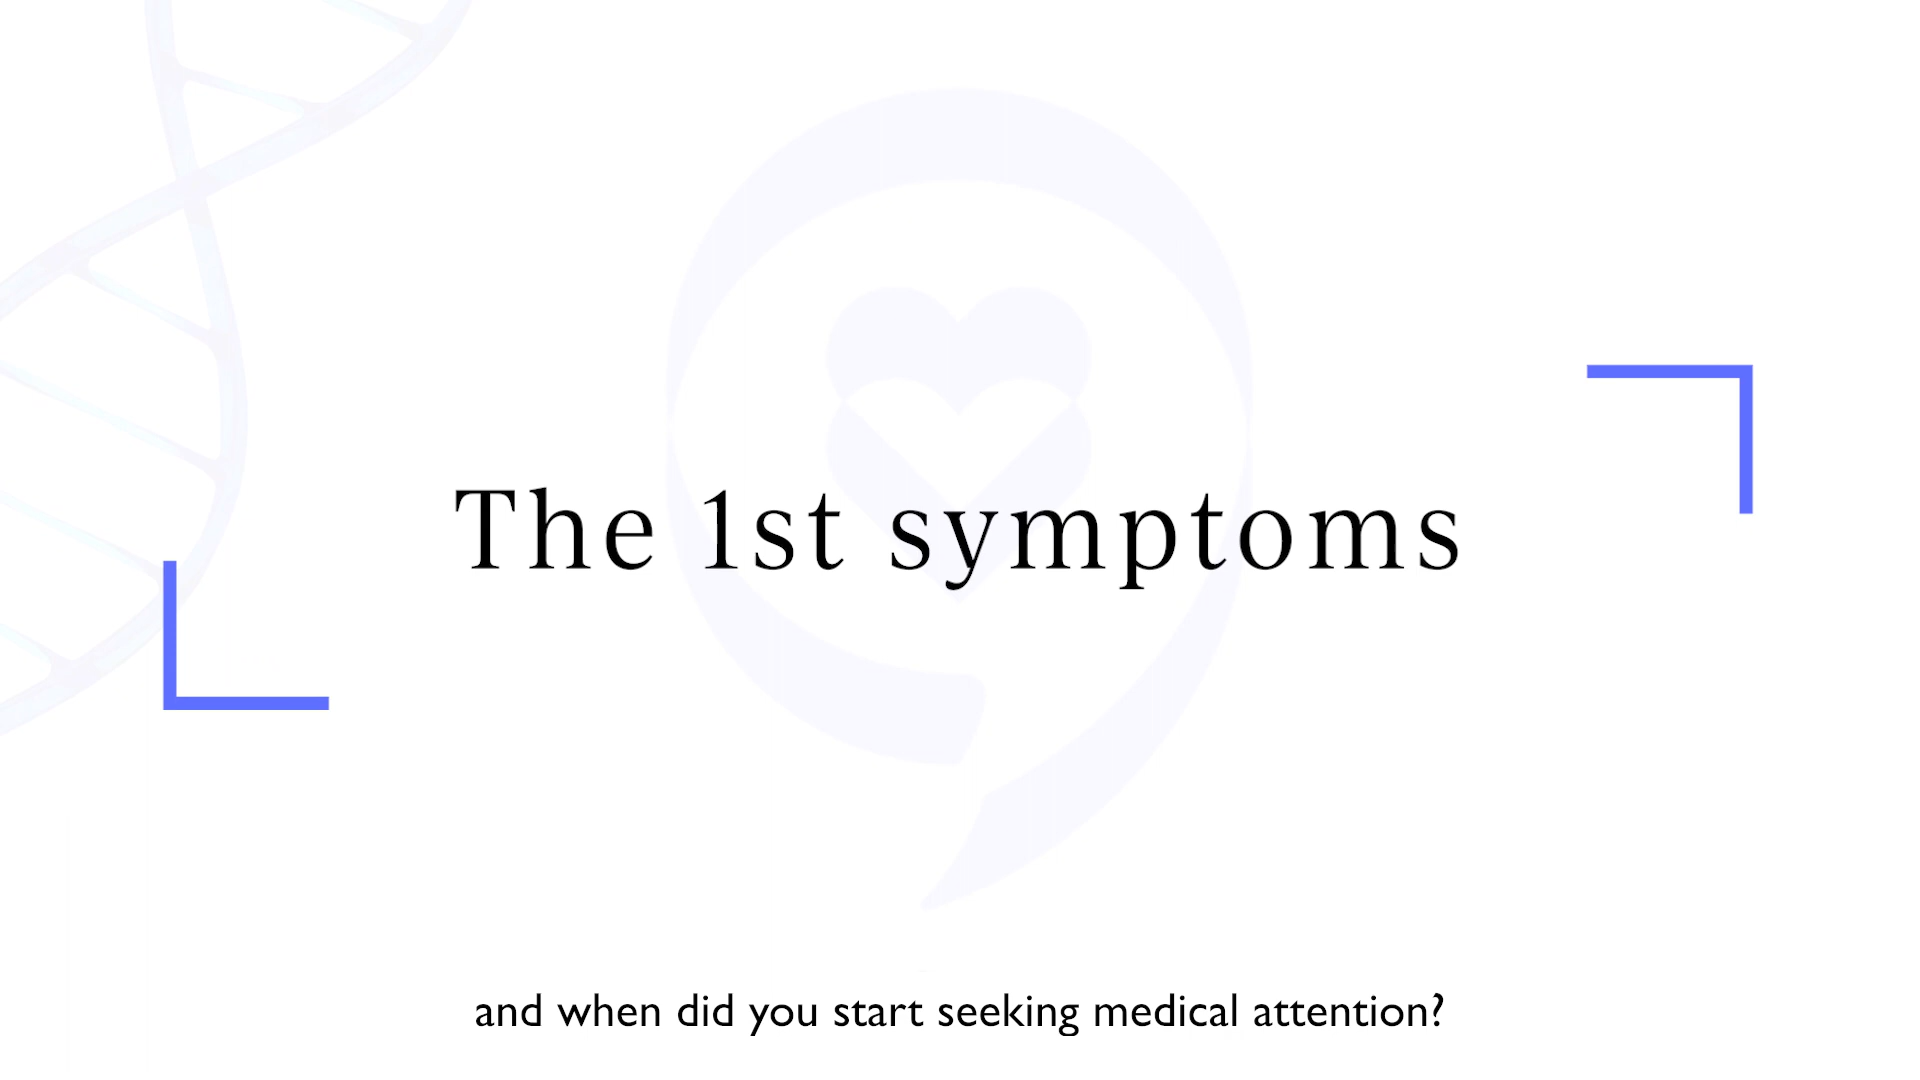 The 1st symptoms
and when did you start seeking medical attention?